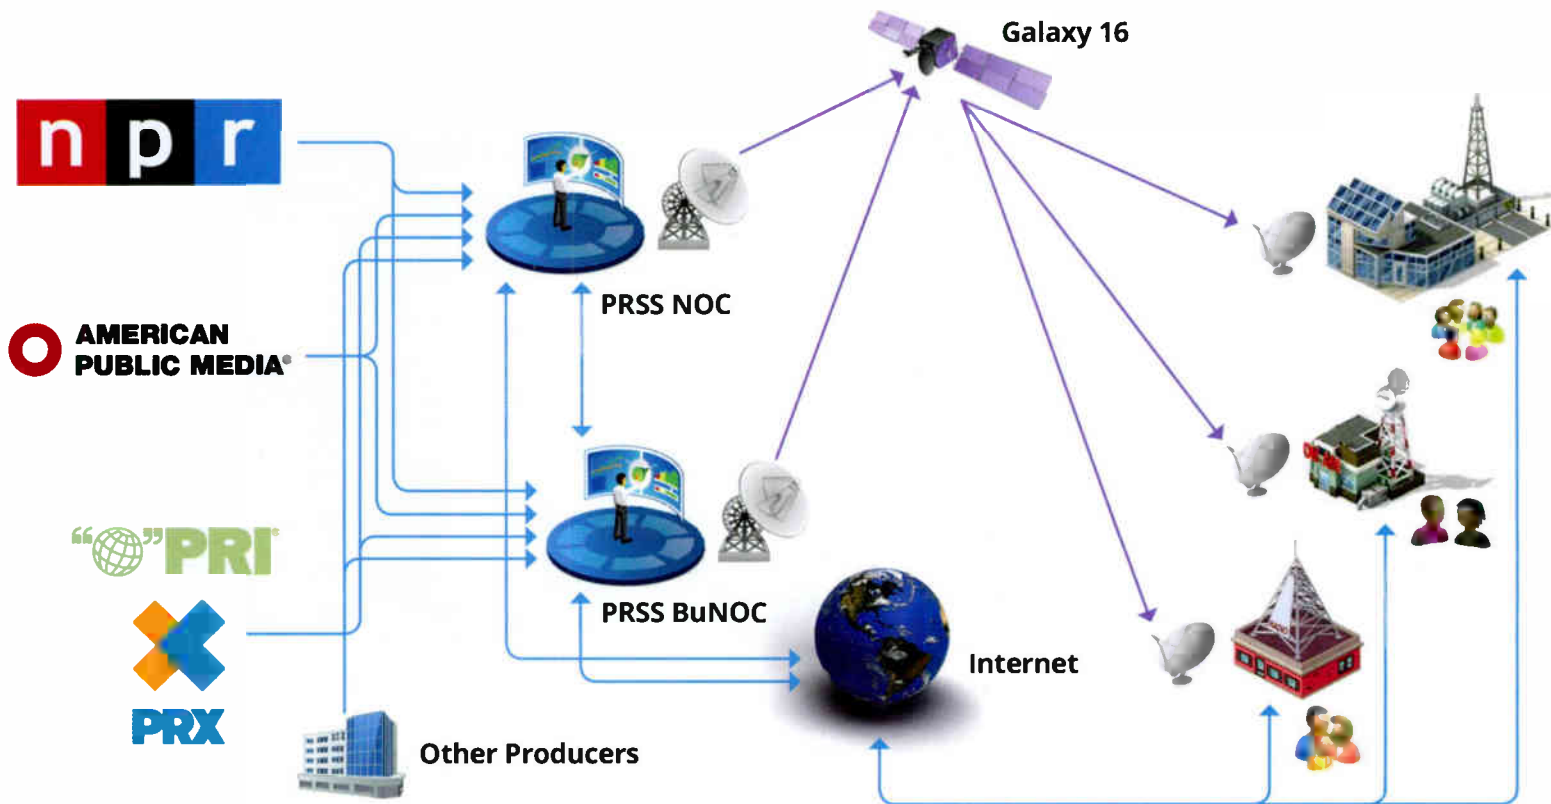 Galaxy 16
npr
PRSS NOC
AMERICAN
PUBLIC MEDIA®
"PRI
PRSS BuNOC
Internet
PRX
Other Producers